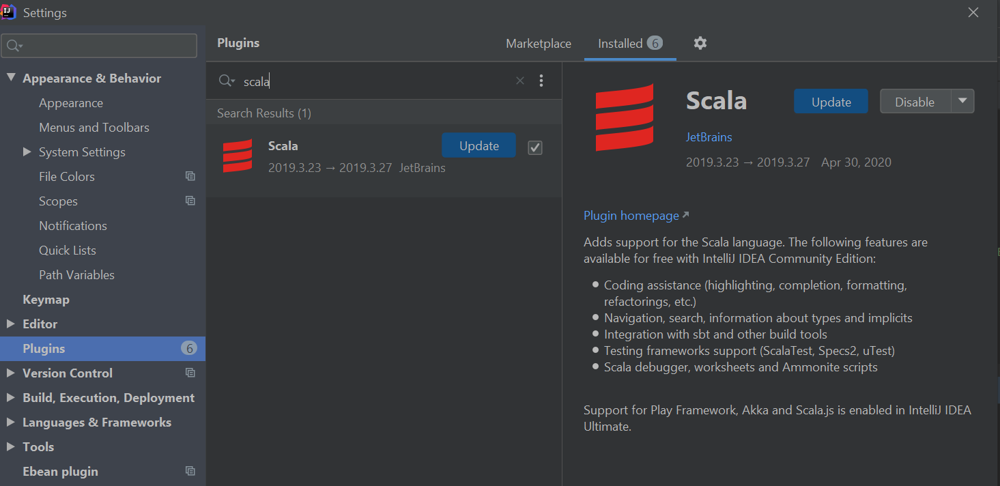 Settings
Appearance & Behavior
Appearance
Menus and Toolbars
System Settings
File Colors
Scopes
Notifications
Quick Lists
Path Variables
Keymap
Editor
Plugins 6
Version Control
Build, Execution, Deployment
Languages & Frameworks
Tools
Ebean plugin
Plugins
Marketplace
Installed 6
scala
Search Results (1)
Scala
Update
2019.3.23 → 2019.3.27 JetBrains
Scala
Update
Disable
JetBrains
2019.3.23 → 2019.3.27 Apr 30, 2020
Plugin homepage
Adds support for the Scala language. The following features are
available for free with IntelliJ IDEA Community Edition:
Coding assistance (highlighting, completion, formatting,
refactorings, etc.)
Navigation, search, information about types and implicits
Integration with sbt and other build tools
Testing frameworks support (ScalaTest, Specs2, uTest)
Scala debugger, worksheets and Ammonite scripts
Support for Play Framework, Akka and Scala.js is enabled in IntelliJ IDEA
Ultimate.